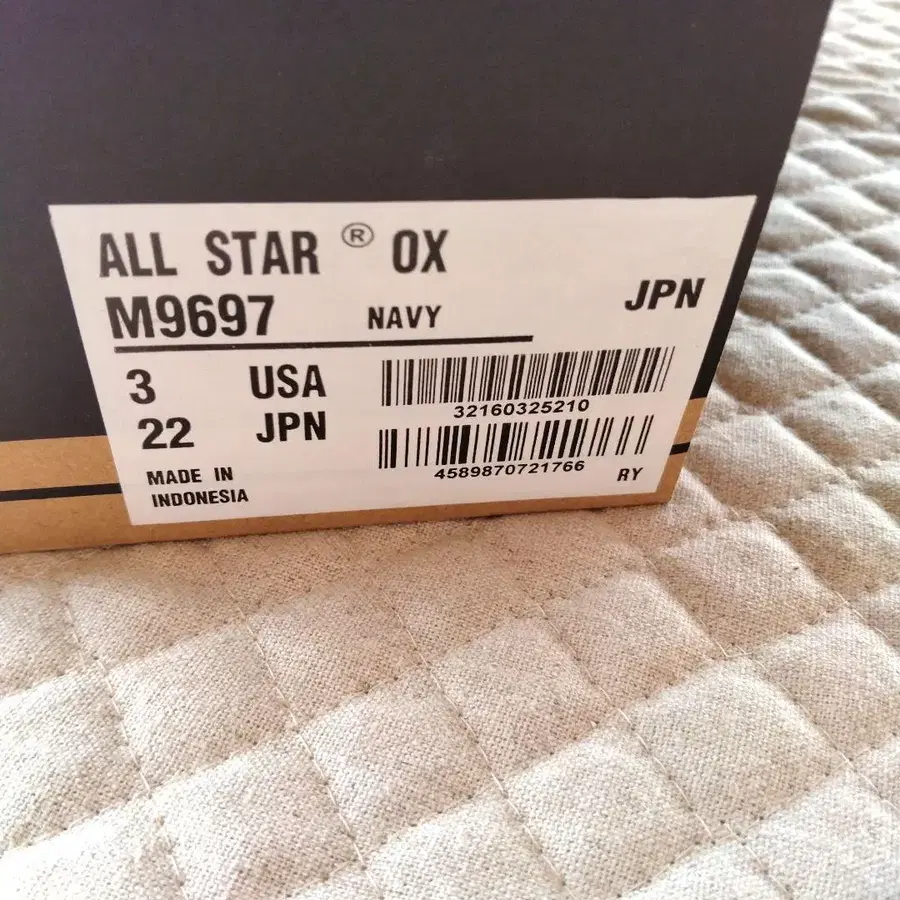 ALL STAR ® OX
M9697 NAVY JPN
3 USA
32160325210
22 JPN
4589870721766
MADE IN
INDONESIA
RY